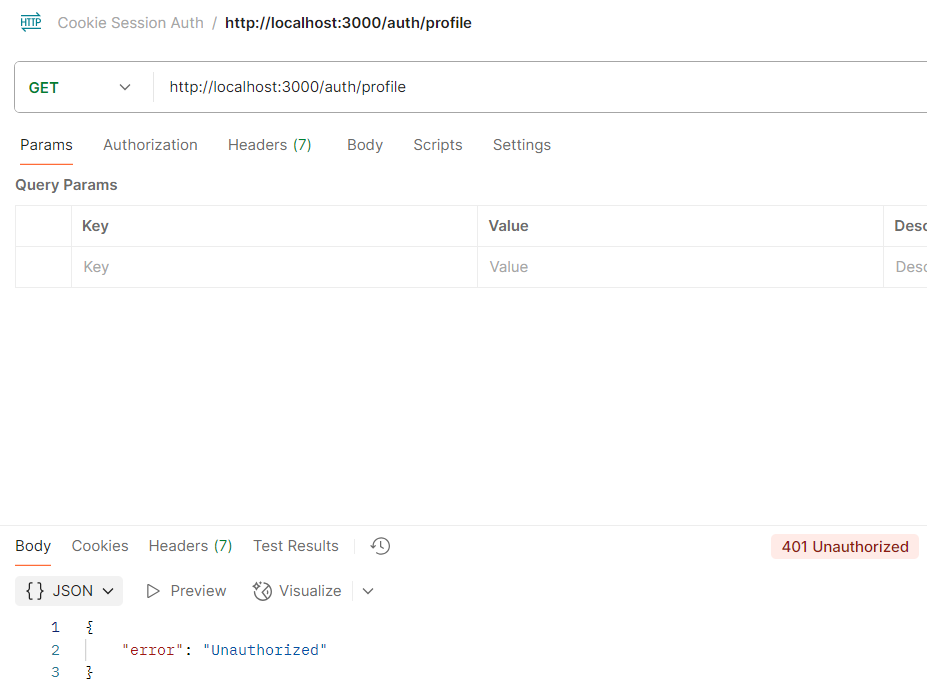 HTTP Cookie Session Auth / http://localhost:3000/auth/profile
GET http://localhost:3000/auth/profile
Params Authorization Headers (7) Body Scripts Settings
Query Params
Key Value Desc
Key Value Desc
Body Cookies Headers (7) Test Results 401 Unauthorized
{} JSON Preview Visualize
1 {
2 "error": "Unauthorized"
3 }